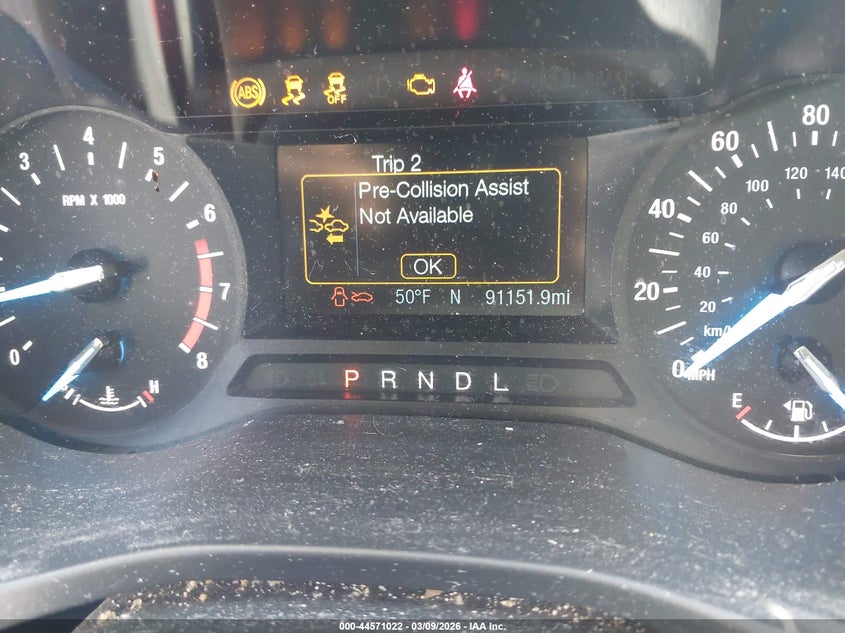 ABS
OFF
Trip 2
Pre-Collision Assist
Not Available
OK
50°F N 91151.9mi
P R N D L
0 3 4 5 6 7 8
RPM X 1000
H
0 20 40 60 80
MPH
20 40 60 80 100 120 140
km/
E
000-44571022 - 03/09/2026 - IAA Inc.